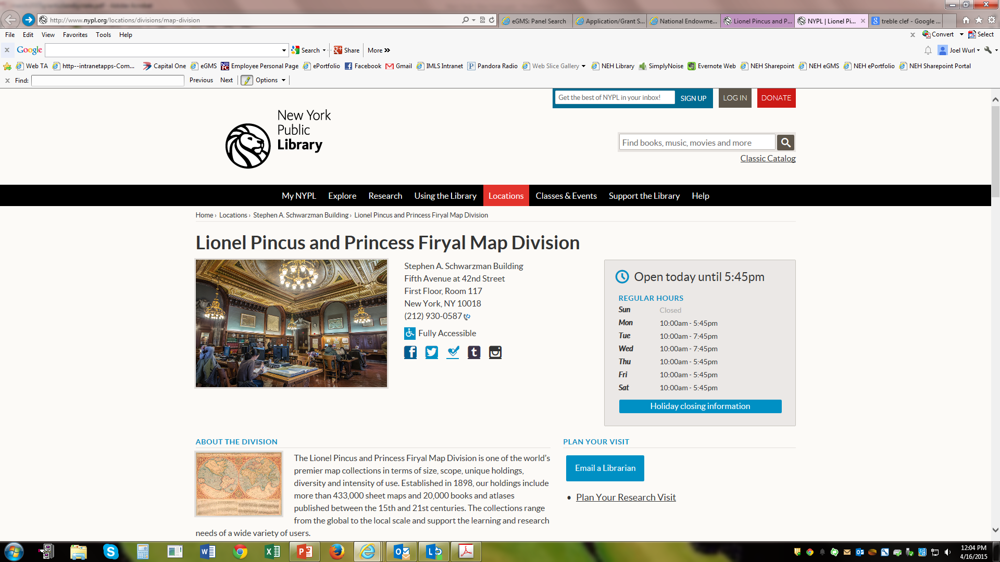 http://www.nypl.org/locations/divisions/map-division
eGMS: Panel Search
Application/Grant S...
National Endowme...
Lionel Pincus and P...
NYPL | Lionel Pi...
treble clef - Google ...
File Edit View Favorites Tools Help
Convert Select
Google Search Share More »
Joel Wurl
Web TA http--intranetapps-Com... Capital One eGMS Employee Personal Page ePortfolio Facebook Gmail IMLS Intranet Pandora Radio Web Slice Gallery NEH Library SimplyNoise Evernote Web NEH Sharepoint NEH eGMS NEH ePortfolio NEH Sharepoint Portal
Find: Previous Next Options
Get the best of NYPL in your inbox! SIGN UP LOG IN DONATE
New York
Public
Library
Find books, music, movies and more
Classic Catalog
My NYPL Explore Research Using the Library Locations Classes & Events Support the Library Help
Home › Locations › Stephen A. Schwarzman Building › Lionel Pincus and Princess Firyal Map Division
Lionel Pincus and Princess Firyal Map Division
Stephen A. Schwarzman Building
Fifth Avenue at 42nd Street
First Floor, Room 117
New York, NY 10018
(212) 930-0587
Fully Accessible
Open today until 5:45pm
REGULAR HOURS
Sun Closed
Mon 10:00am - 5:45pm
Tue 10:00am - 7:45pm
Wed 10:00am - 7:45pm
Thu 10:00am - 5:45pm
Fri 10:00am - 5:45pm
Sat 10:00am - 5:45pm
Holiday closing information
ABOUT THE DIVISION
The Lionel Pincus and Princess Firyal Map Division is one of the world's
premier map collections in terms of size, scope, unique holdings,
diversity and intensity of use. Established in 1898, our holdings include
more than 433,000 sheet maps and 20,000 books and atlases
published between the 15th and 21st centuries. The collections range
from the global to the local scale and support the learning and research
needs of a wide variety of users.
PLAN YOUR VISIT
Email a Librarian
• Plan Your Research Visit
12:04 PM
4/16/2015